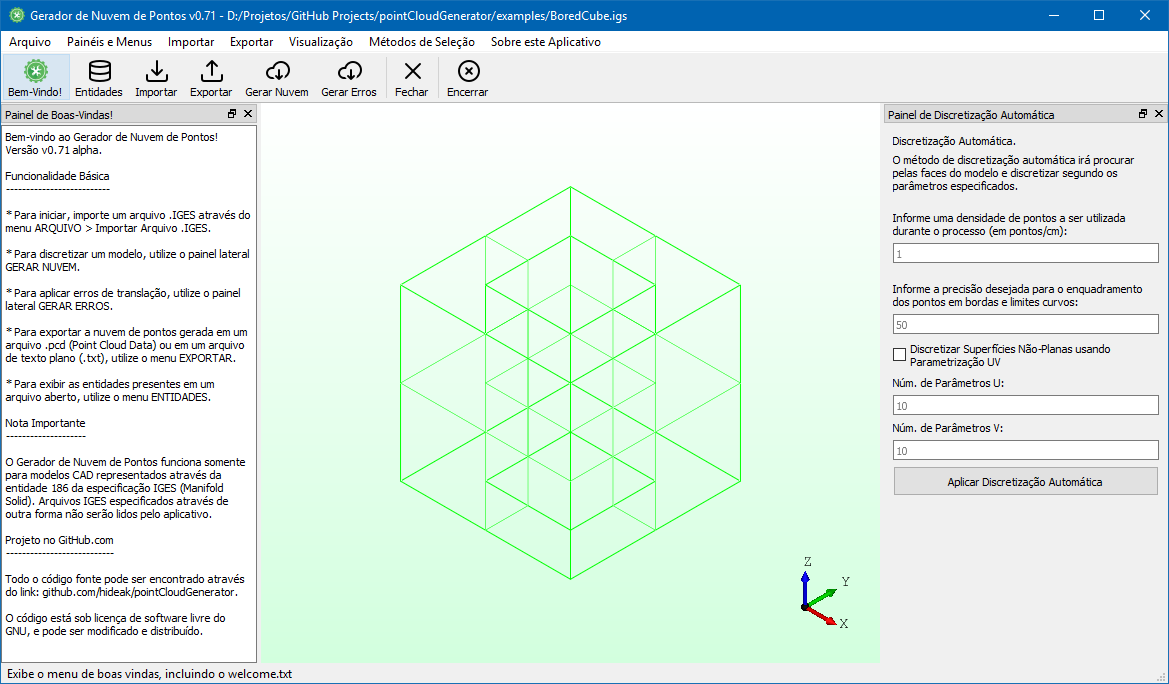 Gerador de Nuvem de Pontos v0.71 - D:/Projetos/GitHub Projects/pointCloudGenerator/examples/BoredCube.igs
Arquivo Painéis e Menus Importar Exportar Visualização Métodos de Seleção Sobre este Aplicativo
Bem-Vindo! Entidades Importar Exportar Gerar Nuvem Gerar Erros Fechar Encerrar
Painel de Boas-Vindas!
Bem-vindo ao Gerador de Nuvem de Pontos!
Versão v0.71 alpha.
Funcionalidade Básica
--------------------------
* Para iniciar, importe um arquivo .IGES através do
menu ARQUIVO > Importar Arquivo .IGES.
* Para discretizar um modelo, utilize o painel lateral
GERAR NUVEM.
* Para aplicar erros de translação, utilize o painel
lateral GERAR ERROS.
* Para exportar a nuvem de pontos gerada em um
arquivo .pcd (Point Cloud Data) ou em um arquivo
de texto plano (.txt), utilize o menu EXPORTAR.
* Para exibir as entidades presentes em um
arquivo aberto, utilize o menu ENTIDADES.
Nota Importante
--------------------
O Gerador de Nuvem de Pontos funciona somente
para modelos CAD representados através da
entidade 186 da especificação IGES (Manifold
Solid). Arquivos IGES especificados através de
outra forma não serão lidos pelo aplicativo.
Projeto no GitHub.com
---------------------------
Todo o código fonte pode ser encontrado através
do link: github.com/hideak/pointCloudGenerator.
O código está sob licença de software livre do
GNU, e pode ser modificado e distribuído.
Z
Y
X
Painel de Discretização Automática
Discretização Automática.
O método de discretização automática irá procurar
pelas faces do modelo e discretizar segundo os
parâmetros especificados.
Informe uma densidade de pontos a ser utilizada
durante o processo (em pontos/cm):
1
Informe a precisão desejada para o enquadramento
dos pontos em bordas e limites curvos:
50
Discretizar Superfícies Não-Planas usando
Parametrização UV
Núm. de Parâmetros U:
10
Núm. de Parâmetros V:
10
Aplicar Discretização Automática
Exibe o menu de boas vindas, incluindo o welcome.txt